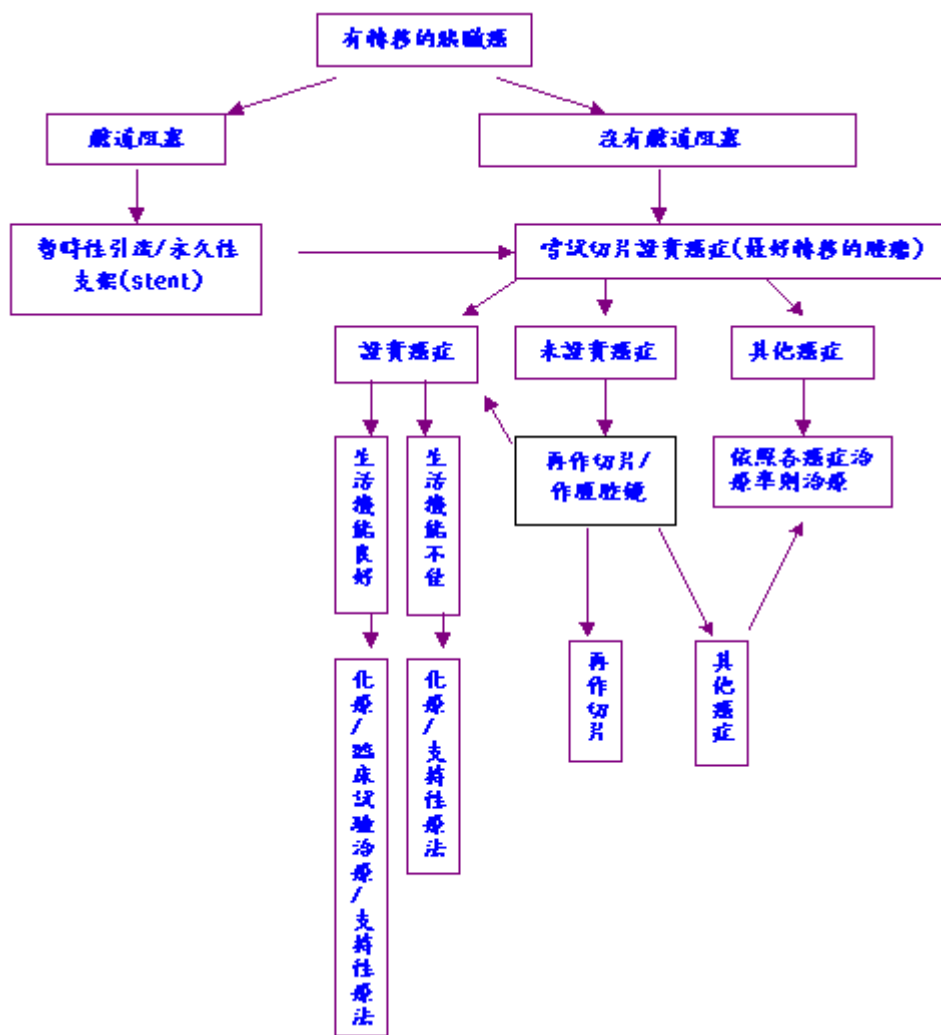 有轉移的胰臟癌
膽道阻塞
沒有膽道阻塞
暫時性引流/永久性
支架(stent)
嘗試切片證實癌症(最好轉移的腫瘤)
證實癌症
未證實癌症
其他癌症
生活機能良好
生活機能不佳
再作切片/
作腹腔鏡
依照各癌症治
療準則治療
化療/臨床試驗治療/支持性療法
化療/支持性療法
再作切片
其他癌症